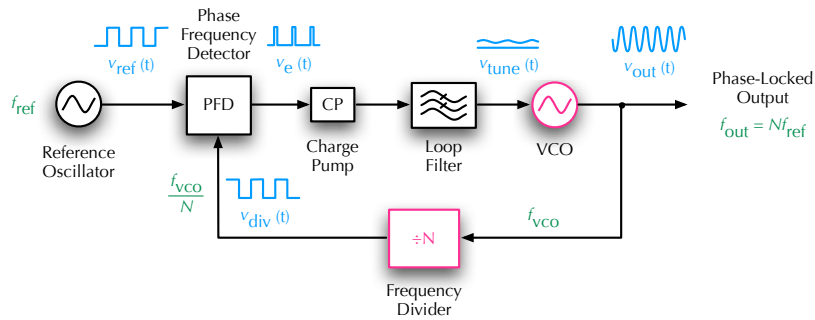 Phase
Frequency
Detector
v_ref (t)
v_e (t)
v_tune (t)
v_out (t)
f_ref
PFD
CP
Phase-Locked
Output
f_out = Nf_ref
Reference
Oscillator
Charge
Pump
Loop
Filter
VCO
f_vco
N
v_div (t)
÷N
f_vco
Frequency
Divider